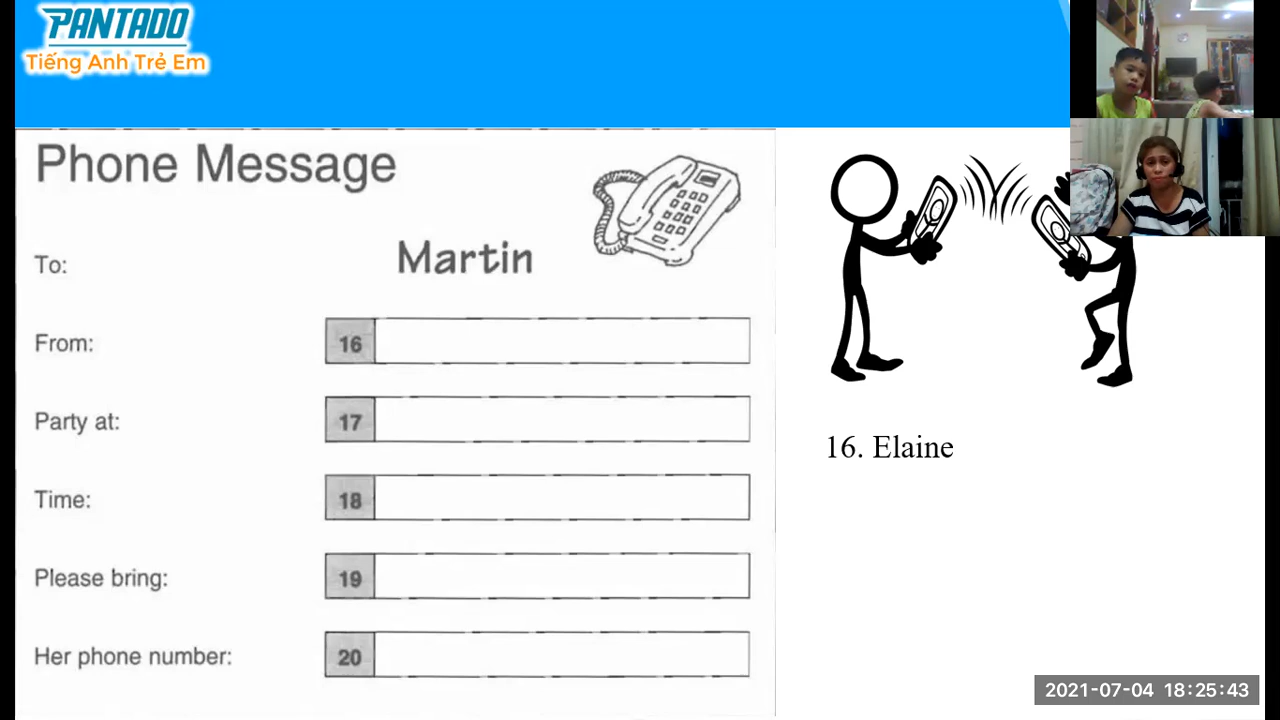 PANTADO
Tiếng Anh Trẻ Em
Phone Message
To: Martin
From: 16
Party at: 17
Time: 18
Please bring: 19
Her phone number: 20
16. Elaine
2021-07-04 18:25:43